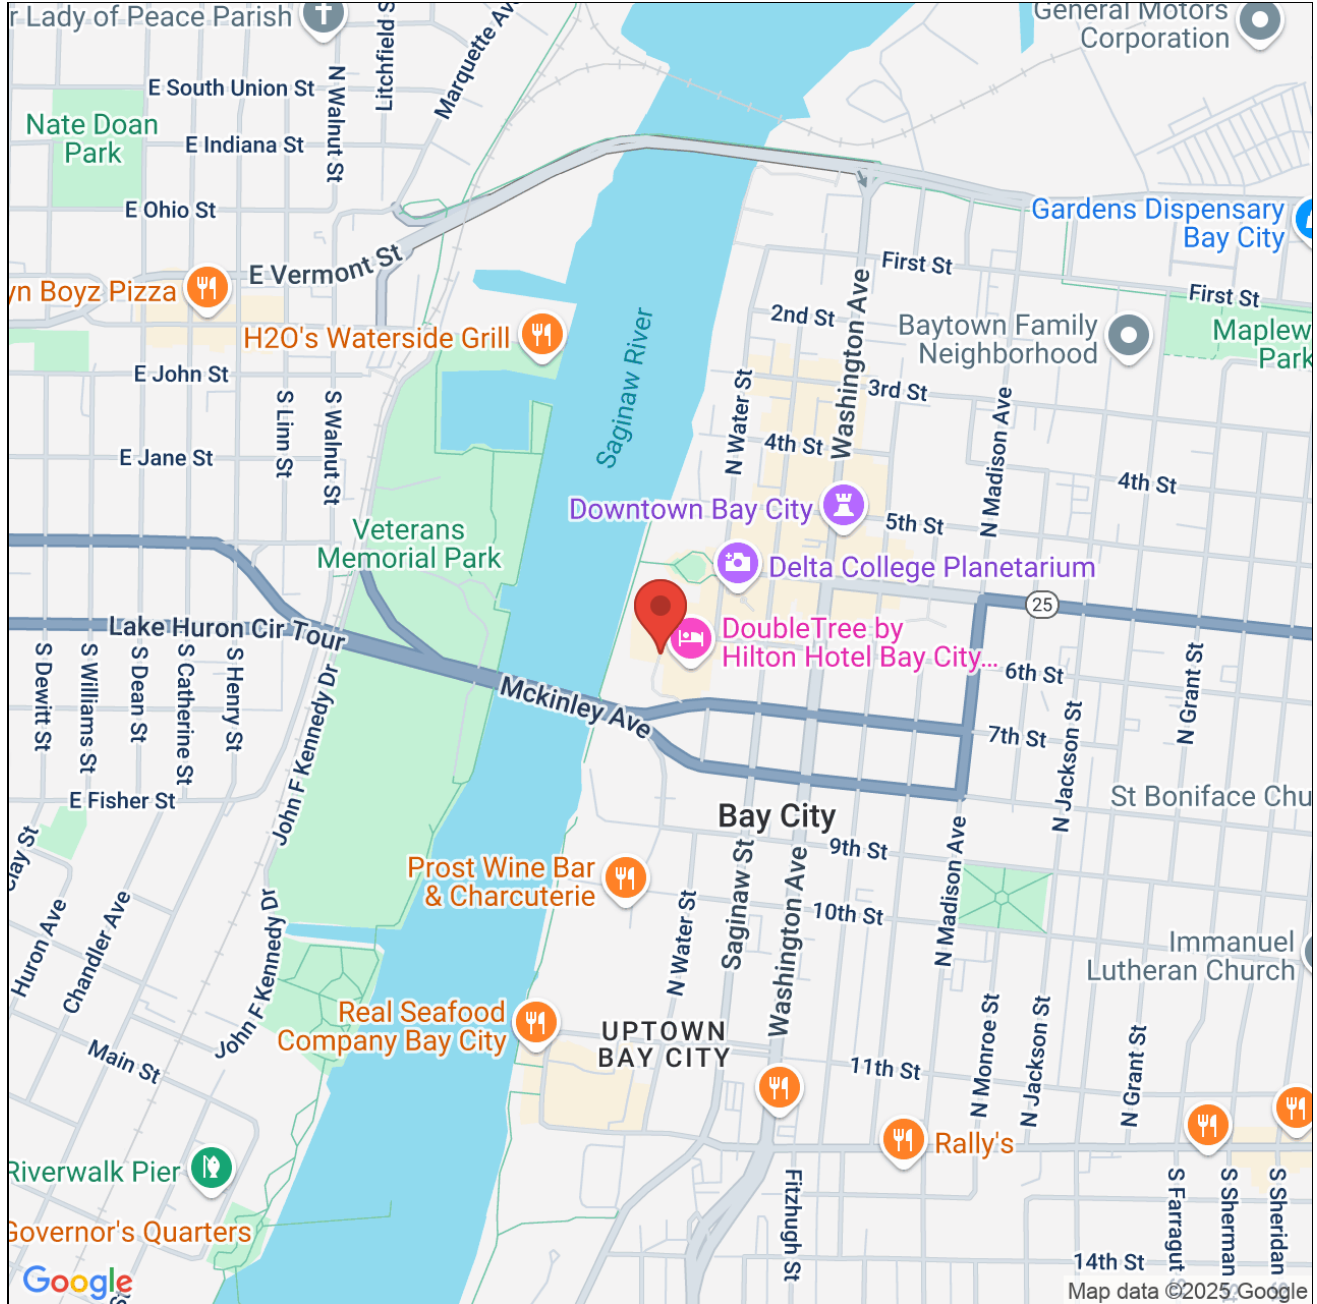 r Lady of Peace Parish
Litchfield S
Marquette Av
General Motors
Corporation
E South Union St
N Walnut St
Nate Doan
Park
E Indiana St
E Ohio St
Gardens Dispensary
Bay City
E Vermont St
First St
First St
yn Boyz Pizza
H2O's Waterside Grill
2nd St
Washington Ave
Baytown Family
Neighborhood
Maplew
Park
Saginaw River
E John St
3rd St
S Linn St
S Walnut St
N Water St
N Madison Ave
E Jane St
4th St
4th St
Downtown Bay City
5th St
Veterans
Memorial Park
Delta College Planetarium
25
Lake Huron Cir Tour
DoubleTree by
Hilton Hotel Bay City...
S Dewitt St
S Williams St
S Dean St
S Catherine St
S Henry St
John F Kennedy Dr
Mckinley Ave
6th St
N Grant St
7th St
N Jackson St
E Fisher St
St Boniface Chu
Bay City
Clay St
9th St
Prost Wine Bar
& Charcuterie
Saginaw St
Washington Ave
N Madison Ave
10th St
Huron Ave
Chandler Ave
John F Kennedy Dr
N Water St
Immanuel
Lutheran Church
Real Seafood
Company Bay City
UPTOWN
BAY CITY
Main St
11th St
N Monroe St
N Jackson St
N Grant St
Rally's
Riverwalk Pier
Fitzhugh St
S Farragut S
S Sherman S
S Sheridan S
Governor's Quarters
14th St
Google
Map data ©2025 Google